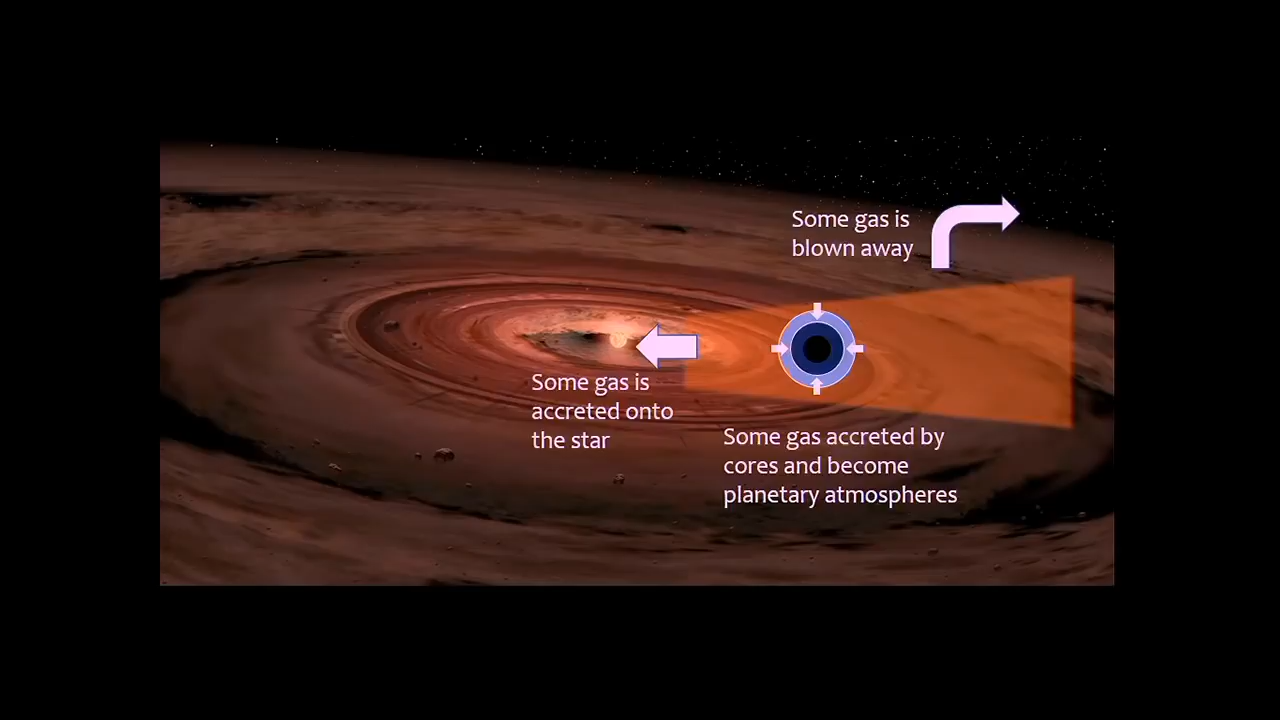 Some gas is
blown away
Some gas is
accreted onto
the star
Some gas accreted by
cores and become
planetary atmospheres